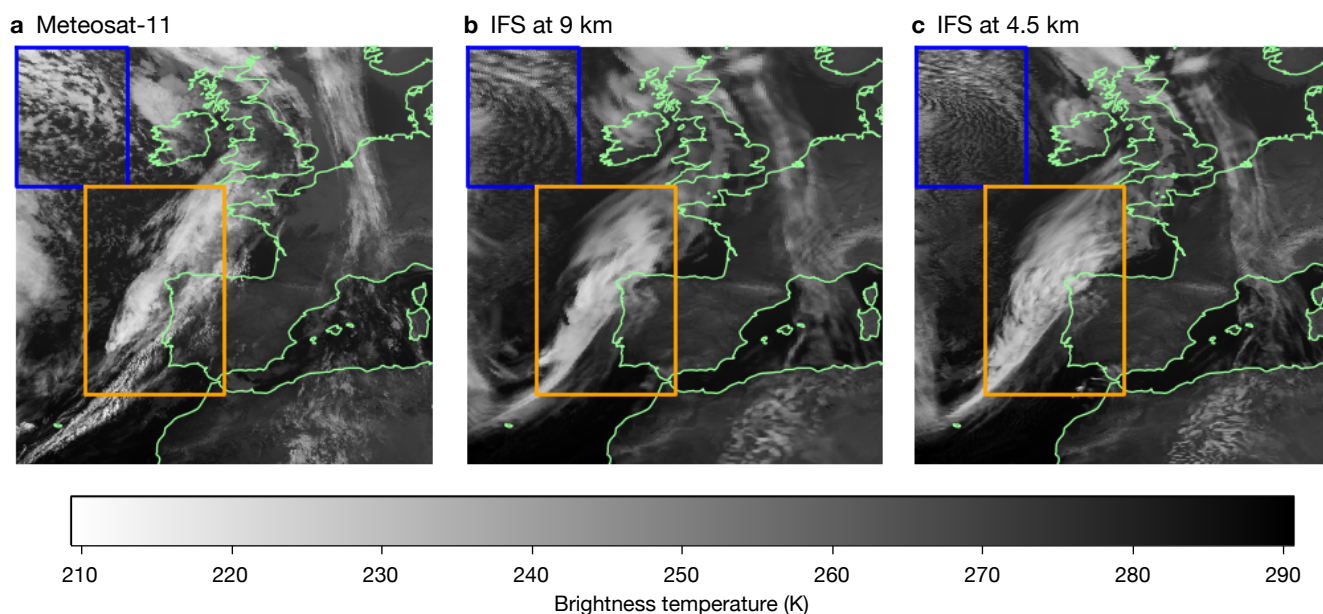 a Meteosat-11
b IFS at 9 km
c IFS at 4.5 km
210 220 230 240 250 260 270 280 290
Brightness temperature (K)